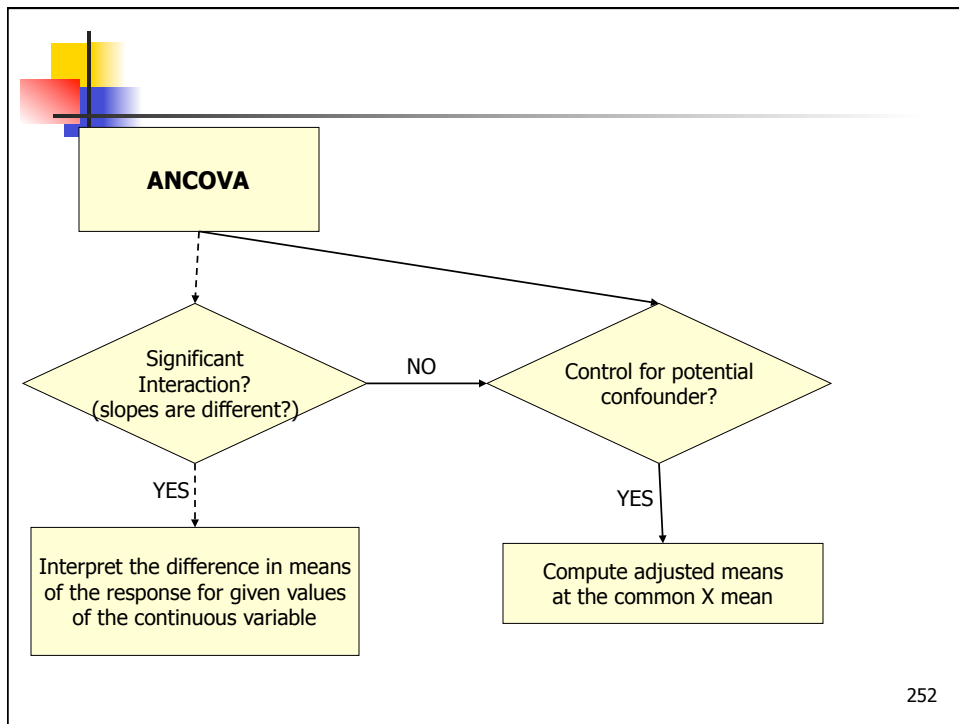 ANCOVA
Significant
Interaction?
(slopes are different?)
NO
Control for potential
confounder?
YES
YES
Interpret the difference in means
of the response for given values
of the continuous variable
Compute adjusted means
at the common X mean
252